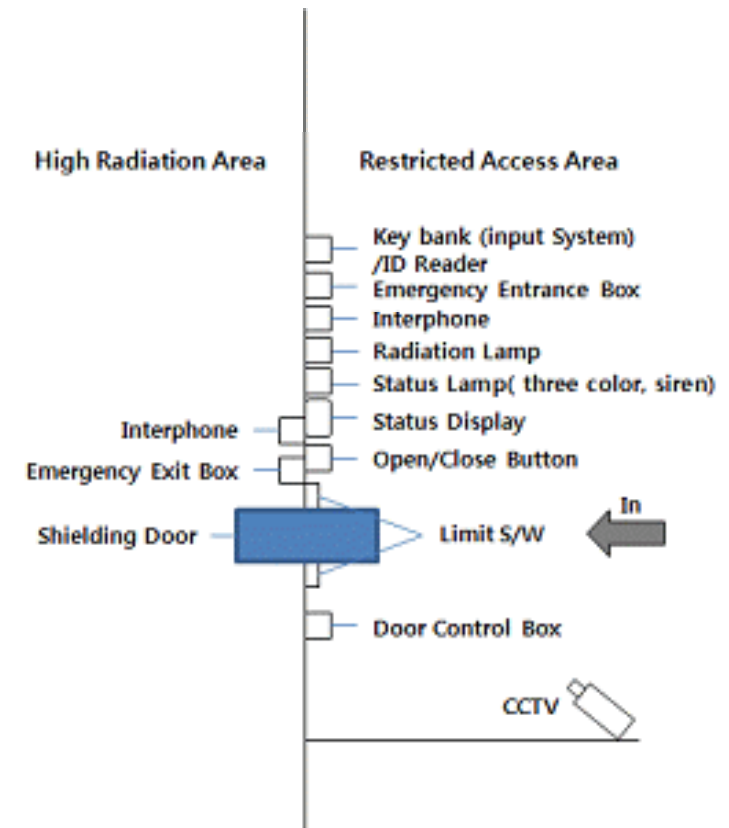 High Radiation Area
Restricted Access Area
Key bank (input System)
/ID Reader
Emergency Entrance Box
Interphone
Radiation Lamp
Status Lamp( three color, siren)
Interphone
Status Display
Emergency Exit Box
Open/Close Button
In
Shielding Door
Limit S/W
Door Control Box
CCTV